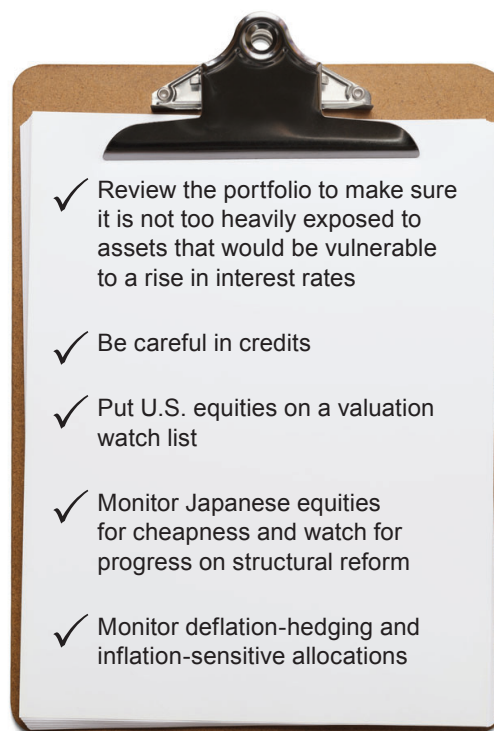 Review the portfolio to make sure
it is not too heavily exposed to
assets that would be vulnerable
to a rise in interest rates
Be careful in credits
Put U.S. equities on a valuation
watch list
Monitor Japanese equities
for cheapness and watch for
progress on structural reform
Monitor deflation-hedging and
inflation-sensitive allocations